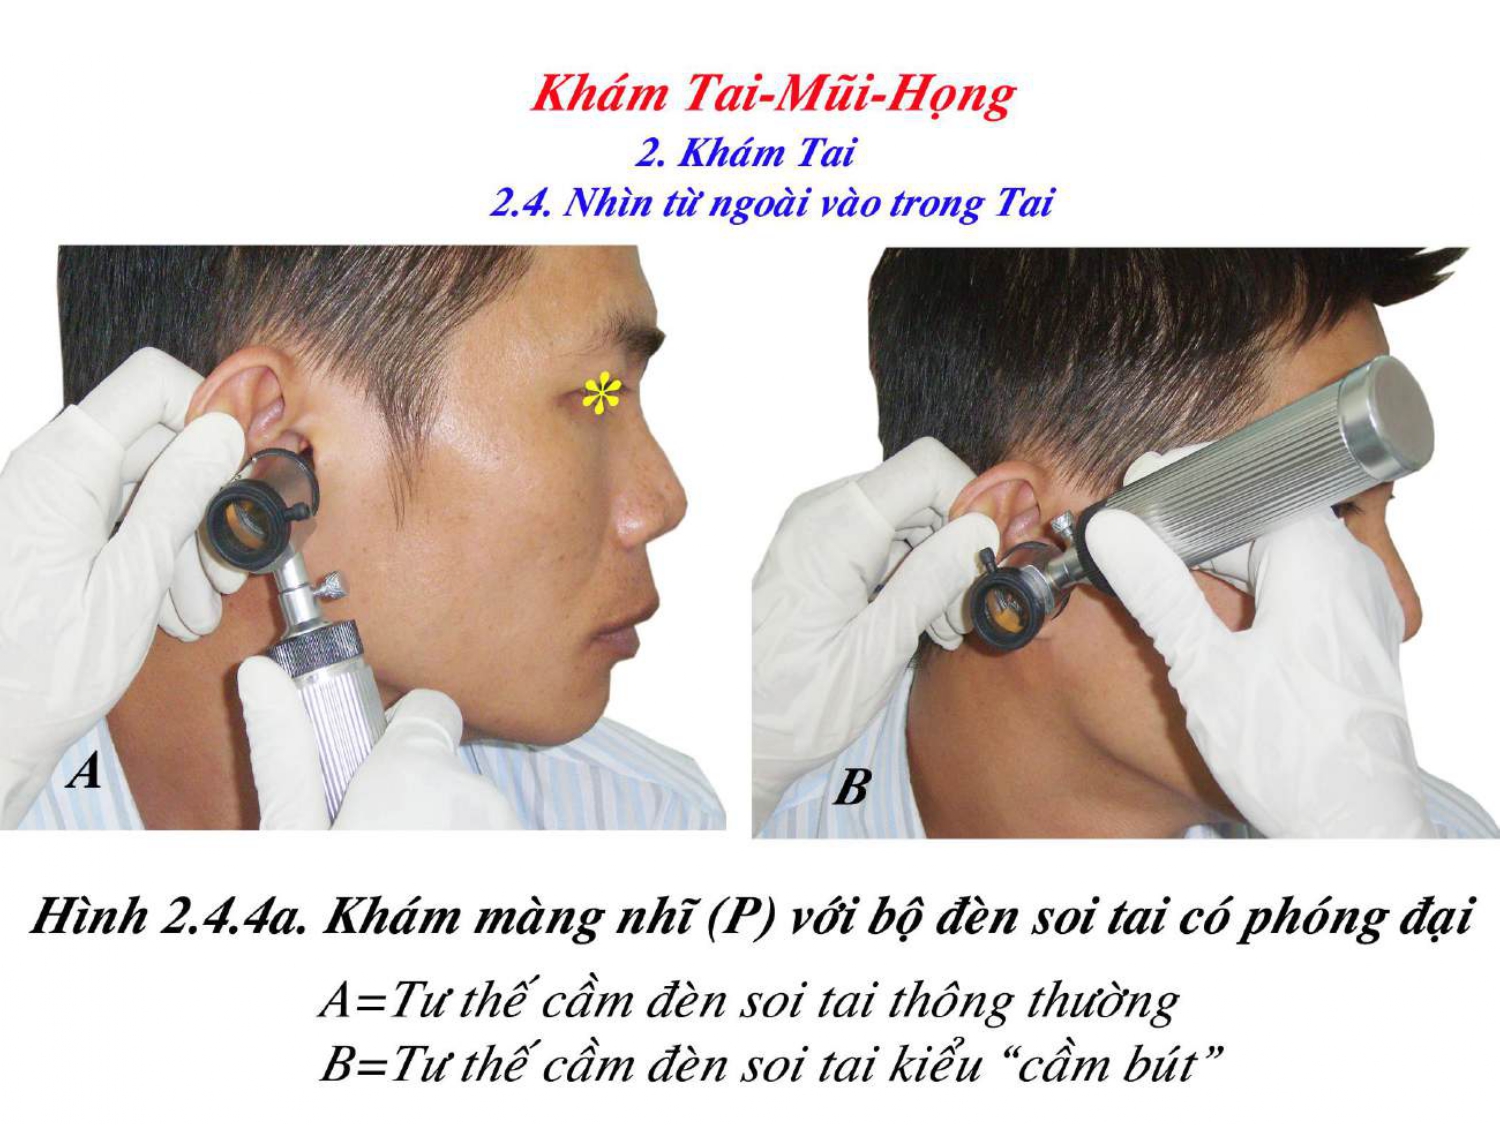 Khám Tai-Mũi-Họng
2. Khám Tai
2.4. Nhìn từ ngoài vào trong Tai
A
B
Hình 2.4.4a. Khám màng nhĩ (P) với bộ đèn soi tai có phóng đại
A=Tư thế cầm đèn soi tai thông thường
B=Tư thế cầm đèn soi tai kiểu “cầm bút”